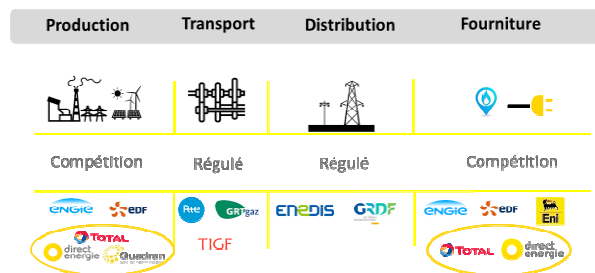 Production Transport Distribution Fourniture
Compétition Régulé Régulé Compétition
ENGIE edf Rte GRTgaz ENEDIS GRDF ENGIE edf Eni
TOTAL TIGF
direct energie Quadran TOTAL direct energie